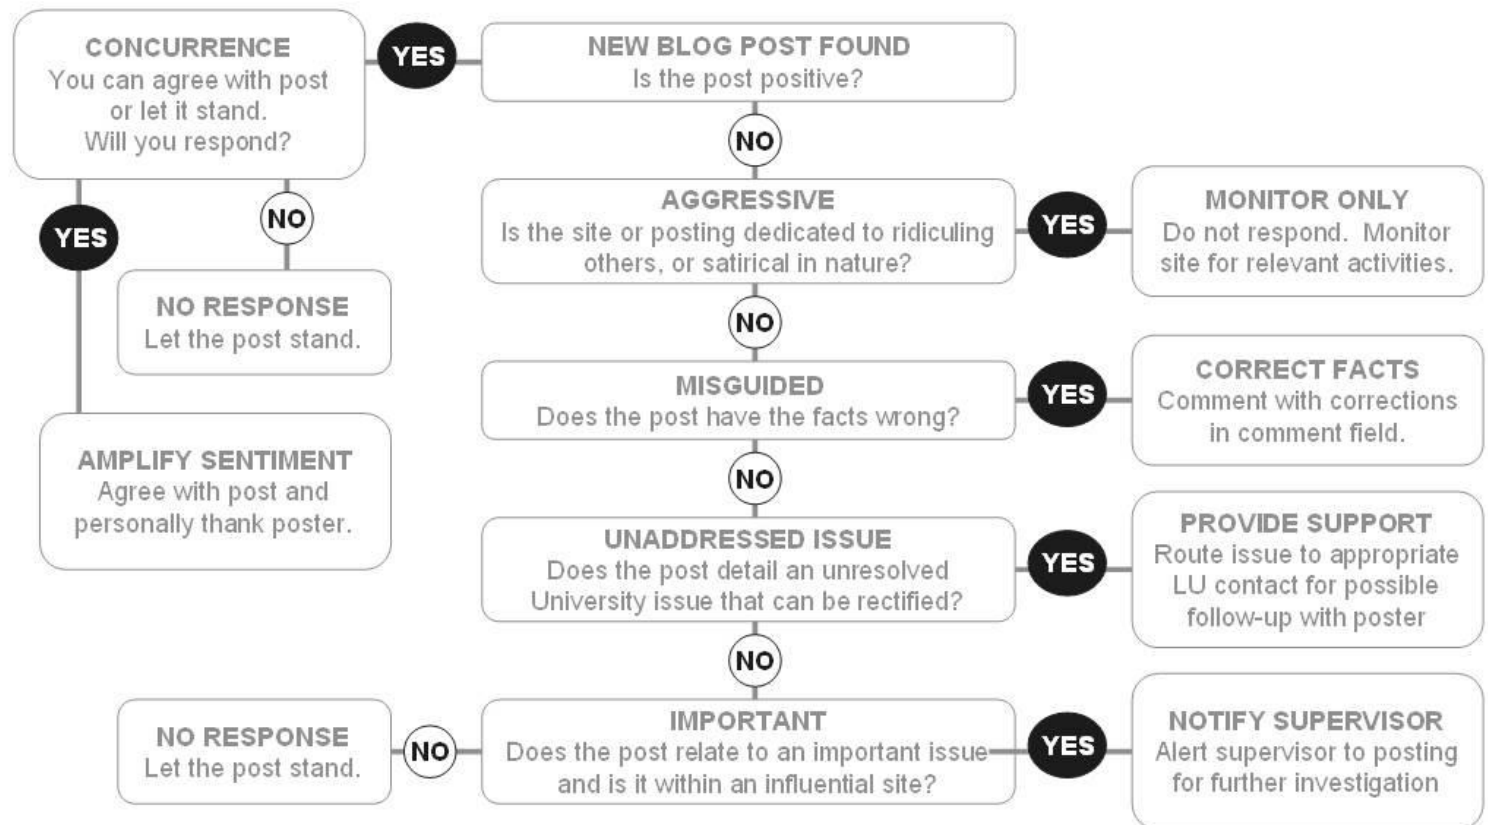 CONCURRENCE
You can agree with post
or let it stand.
Will you respond?
YES
NEW BLOG POST FOUND
Is the post positive?
NO
YES
NO
NO RESPONSE
Let the post stand.
AMPLIFY SENTIMENT
Agree with post and
personally thank poster.
AGGRESSIVE
Is the site or posting dedicated to ridiculing
others, or satirical in nature?
YES
MONITOR ONLY
Do not respond. Monitor
site for relevant activities.
NO
MISGUIDED
Does the post have the facts wrong?
YES
CORRECT FACTS
Comment with corrections
in comment field.
NO
UNADDRESSED ISSUE
Does the post detail an unresolved
University issue that can be rectified?
YES
PROVIDE SUPPORT
Route issue to appropriate
LU contact for possible
follow-up with poster
NO
IMPORTANT
Does the post relate to an important issue
and is it within an influential site?
NO
NO RESPONSE
Let the post stand.
YES
NOTIFY SUPERVISOR
Alert supervisor to posting
for further investigation